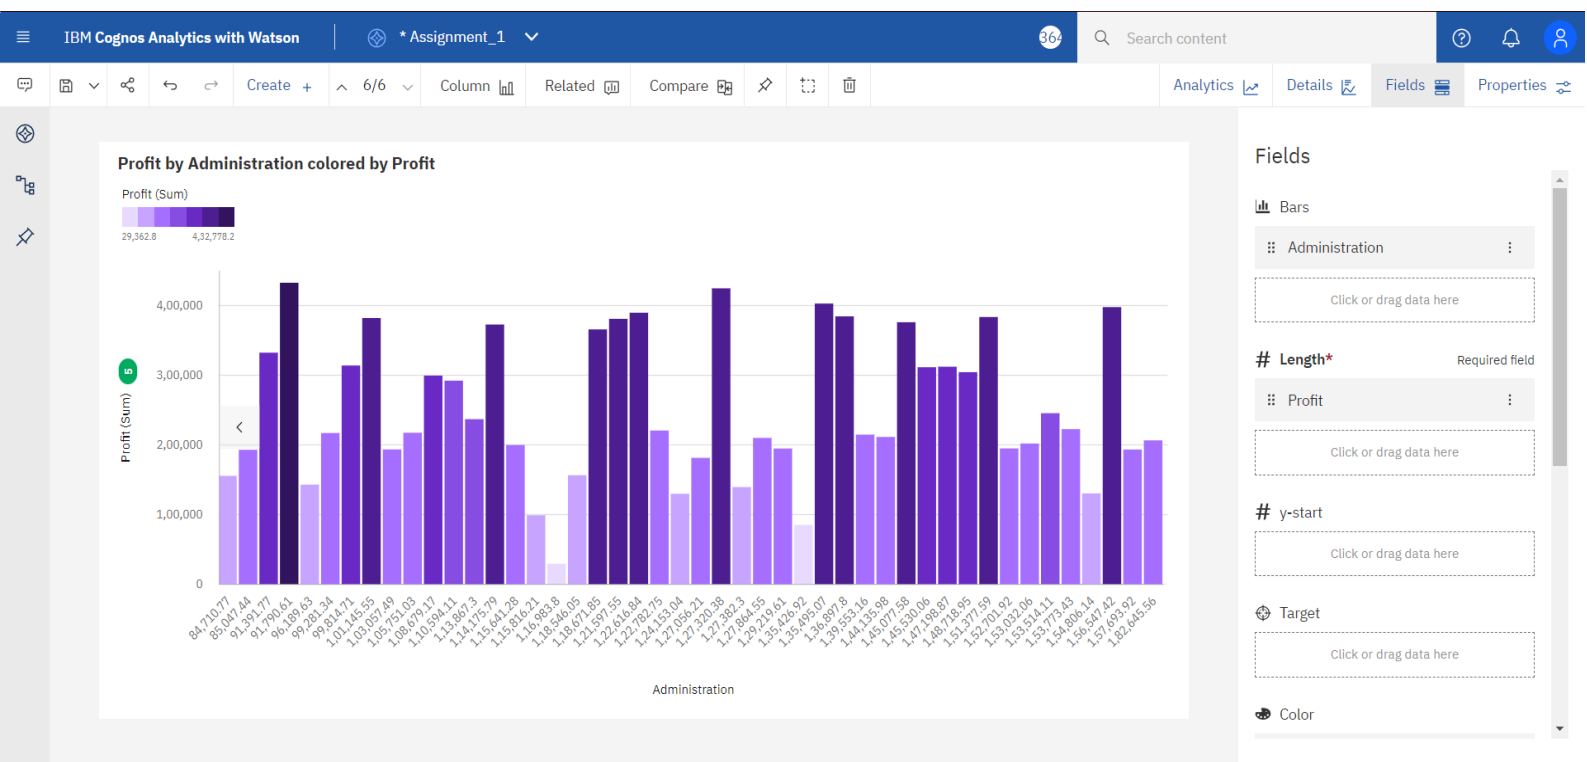 IBM Cognos Analytics with Watson
* Assignment_1
364
Search content
Create +
6/6
Column
Related
Compare
Analytics
Details
Fields
Properties
Profit by Administration colored by Profit
Profit (Sum)
29,362.8 4,32,778.2
4,00,000
3,00,000
2,00,000
1,00,000
0
Profit (Sum)
5
84,710.77
85,047.44
91,391.77
91,790.61
96,189.63
99,281.34
99,814.71
1,01,145.55
1,03,057.49
1,05,751.03
1,08,679.17
1,10,594.11
1,13,867.3
1,14,175.79
1,15,641.28
1,15,816.21
1,16,983.8
1,18,546.05
1,18,671.85
1,21,597.55
1,22,616.84
1,22,782.75
1,24,153.04
1,27,056.21
1,27,320.38
1,27,382.3
1,27,864.55
1,29,219.61
1,35,426.92
1,35,495.07
1,36,897.8
1,39,553.16
1,44,135.98
1,45,077.58
1,45,530.06
1,47,198.87
1,48,718.95
1,51,377.59
1,52,701.92
1,53,032.06
1,53,514.11
1,53,773.43
1,54,806.14
1,56,547.42
1,57,693.92
1,82,645.56
Administration
Fields
Bars
Administration
Click or drag data here
# Length* Required field
Profit
Click or drag data here
# y-start
Click or drag data here
Target
Click or drag data here
Color